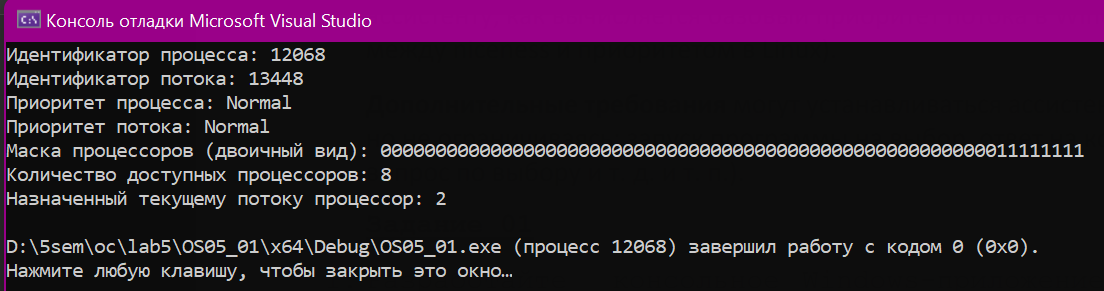 Консоль отладки Microsoft Visual Studio
Идентификатор процесса: 12068
Идентификатор потока: 13448
Приоритет процесса: Normal
Приоритет потока: Normal
Маска процессоров (двоичный вид): 0000000000000000000000000000000000000000000000000000000011111111
Количество доступных процессоров: 8
Назначенный текущему потоку процессор: 2
D:\5sem\oc\lab5\OS05_01\x64\Debug\OS05_01.exe (процесс 12068) завершил работу с кодом 0 (0x0).
Нажмите любую клавишу, чтобы закрыть это окно…